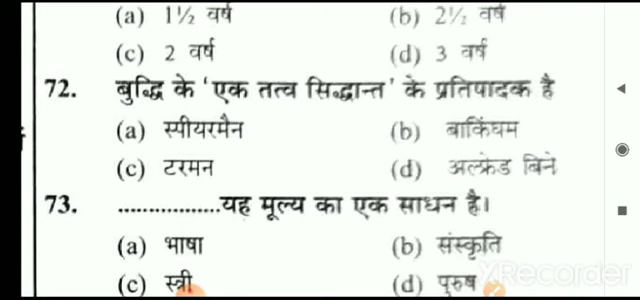 (a) 1½ वर्ष (b) 2½ वर्ष
(c) 2 वर्ष (d) 3 वर्ष
72. बुद्धि के 'एक तत्व सिद्धान्त' के प्रतिपादक है
(a) स्पीयरमैन (b) बाकिंघम
(c) टरमन (d) अल्फ्रेड बिने
73. .................यह मूल्य का एक साधन है।
(a) भाषा (b) संस्कृति
(c) स्त्री (d) पुरुष
XRecorder